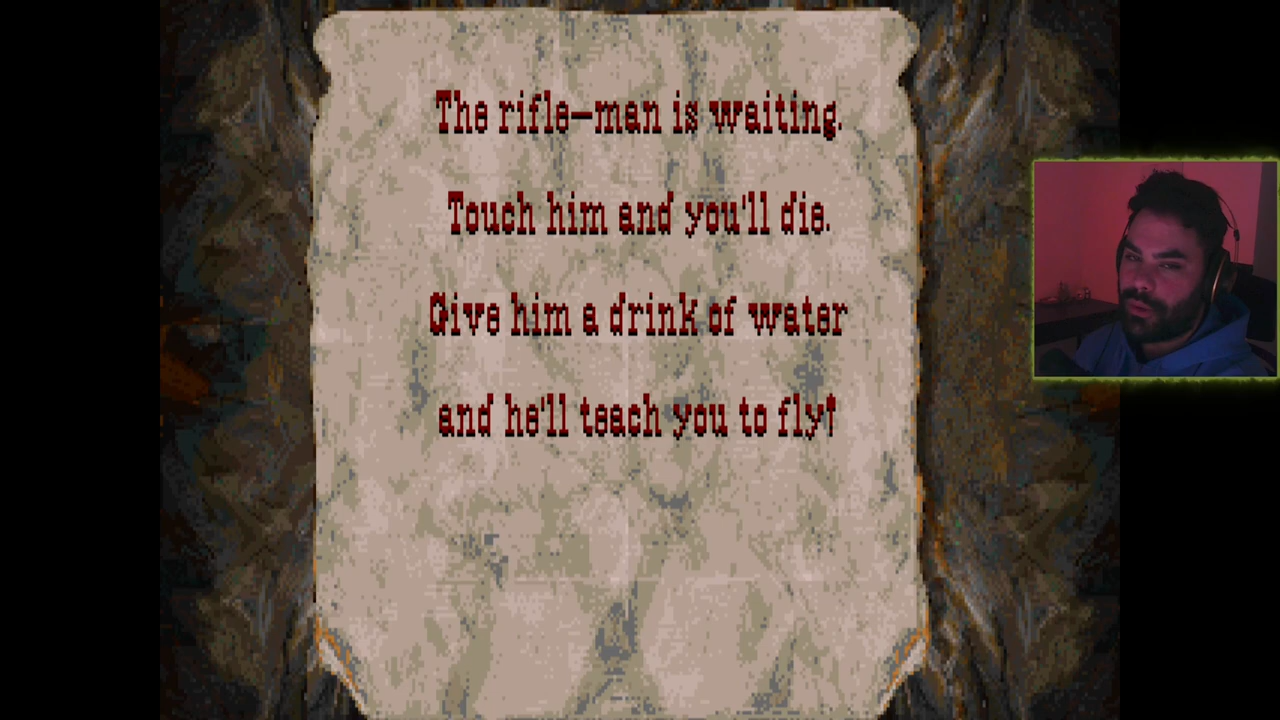 The rifle-man is waiting.
Touch him and you'll die.
Give him a drink of water
and he'll teach you to fly!